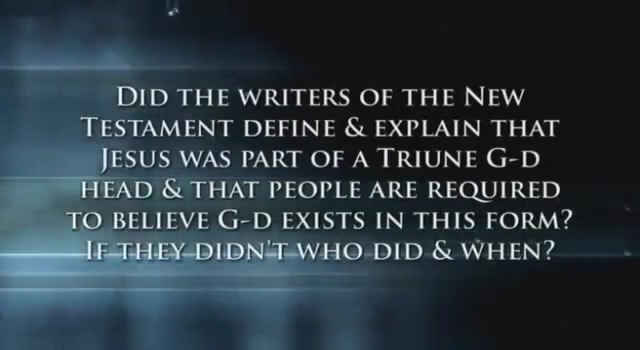 Did the writers of the New
Testament define & explain that
Jesus was part of a Triune G-d
head & that people are required
to believe G-d exists in this form?
If they didn't who did & when?